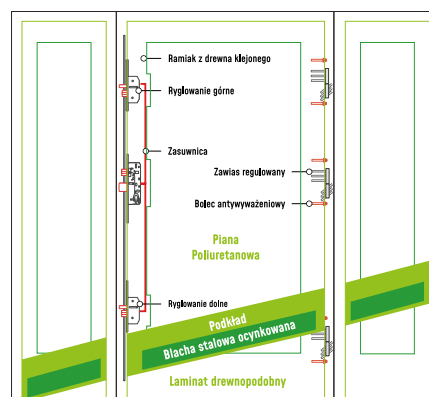 Ramiak z drewna klejonego
Ryglowanie górne
Zasuwnica
Zawias regulowany
Bolec antywyważeniowy
Piana
Poliuretanowa
Ryglowanie dolne
Podkład
Blacha stalowa ocynkowana
Laminat drewnopodobny